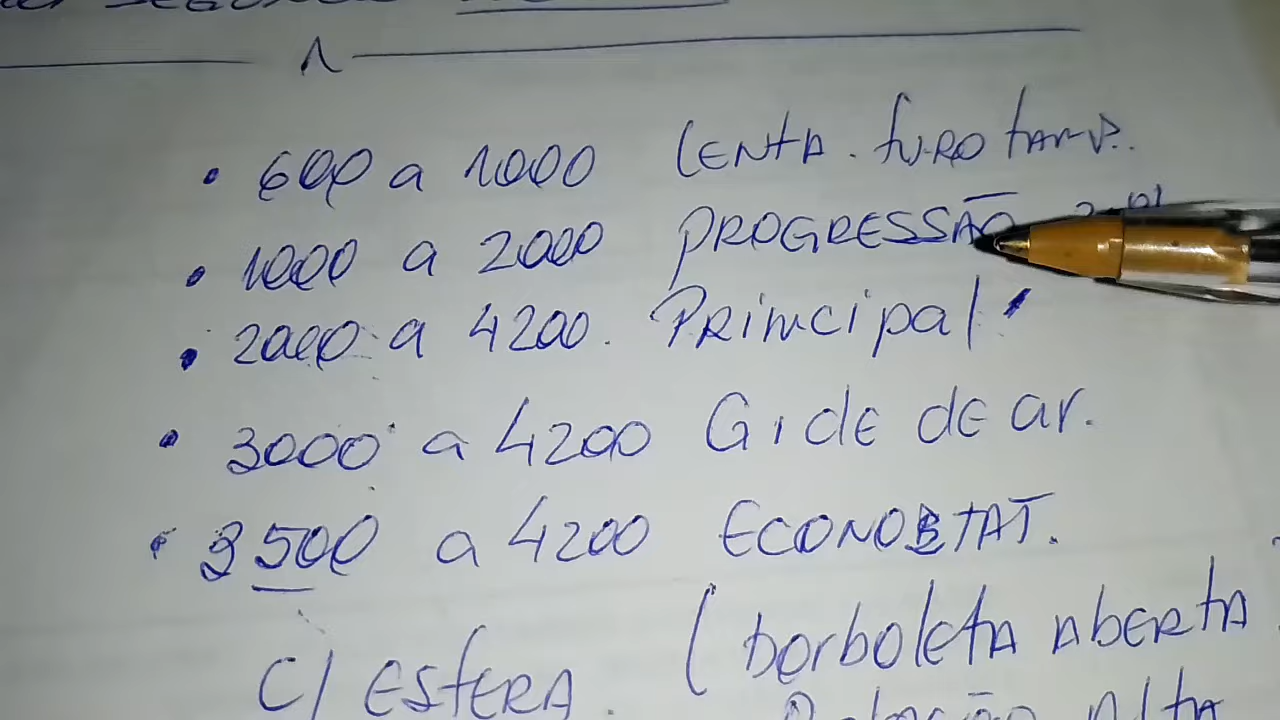 • 600 a 1000 LENTA. furo tamp..
• 1000 a 2000 PROGRESSÃO
• 2000 a 4200. Principal
• 3000 a 4200 GiclE dE ar.
• 3500 a 4200 ECONOSTAT.
C/ ESfERA. (borboleta AbERTA